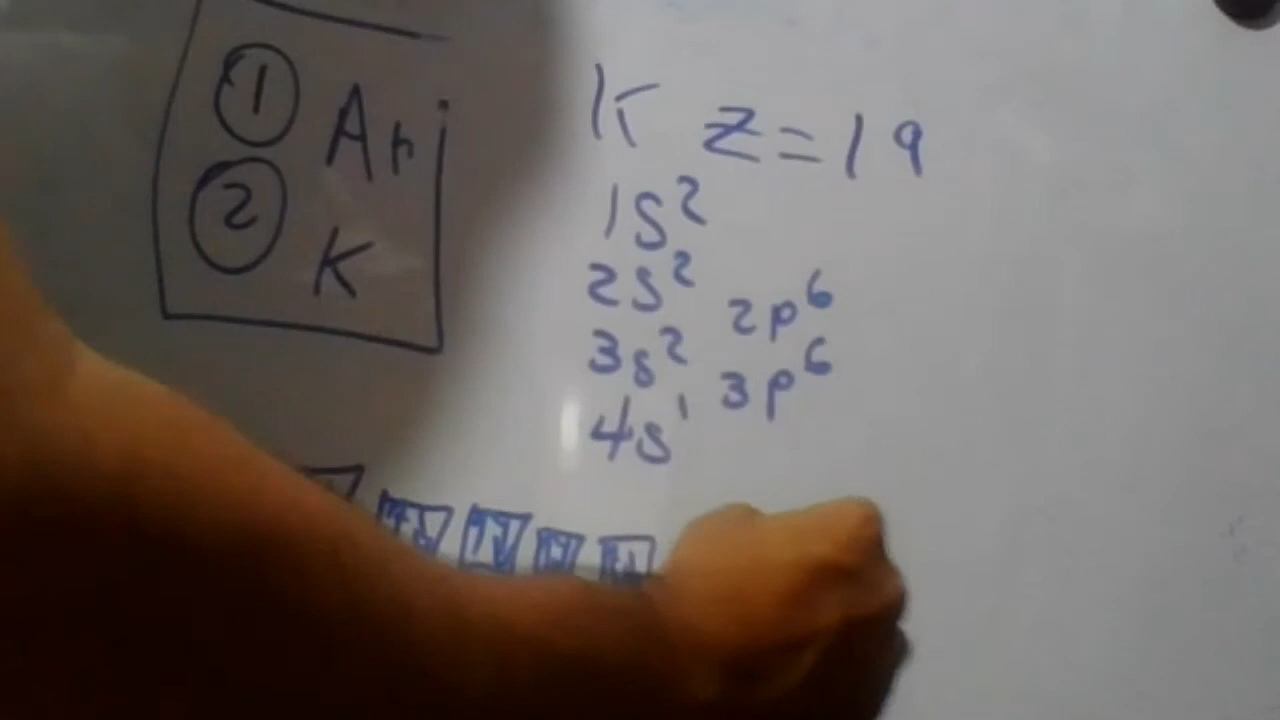 ① Ar
② K
K Z=19
1s²
2s² 2p⁶
3s² 3p⁶
4s¹